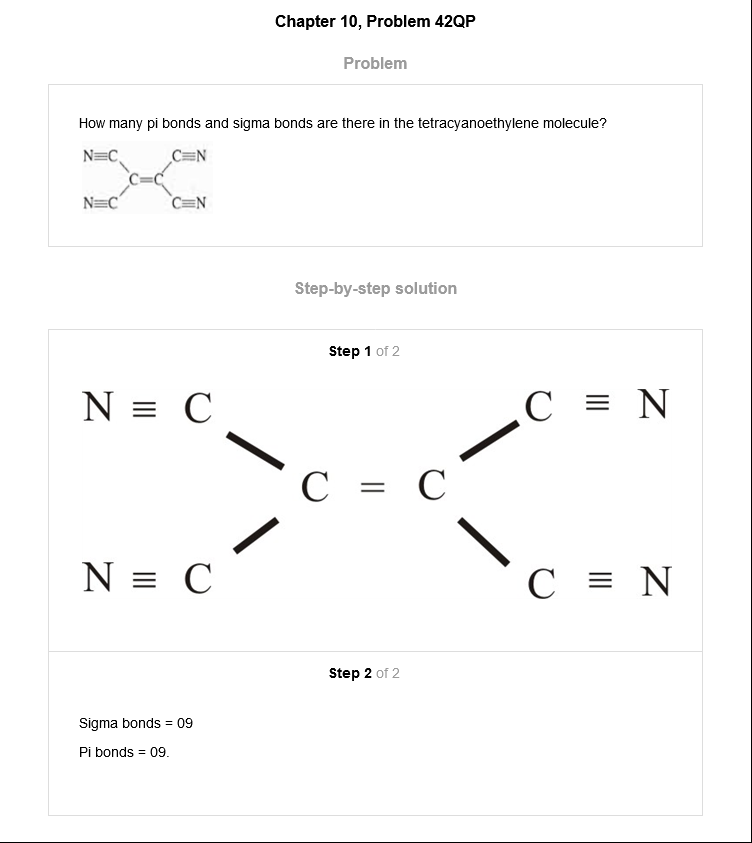 Chapter 10, Problem 42QP
Problem
How many pi bonds and sigma bonds are there in the tetracyanoethylene molecule?
N≡C C≡N
C=C
N≡C C≡N
Step-by-step solution
Step 1 of 2
N ≡ C C ≡ N
C = C
N ≡ C C ≡ N
Step 2 of 2
Sigma bonds = 09
Pi bonds = 09.